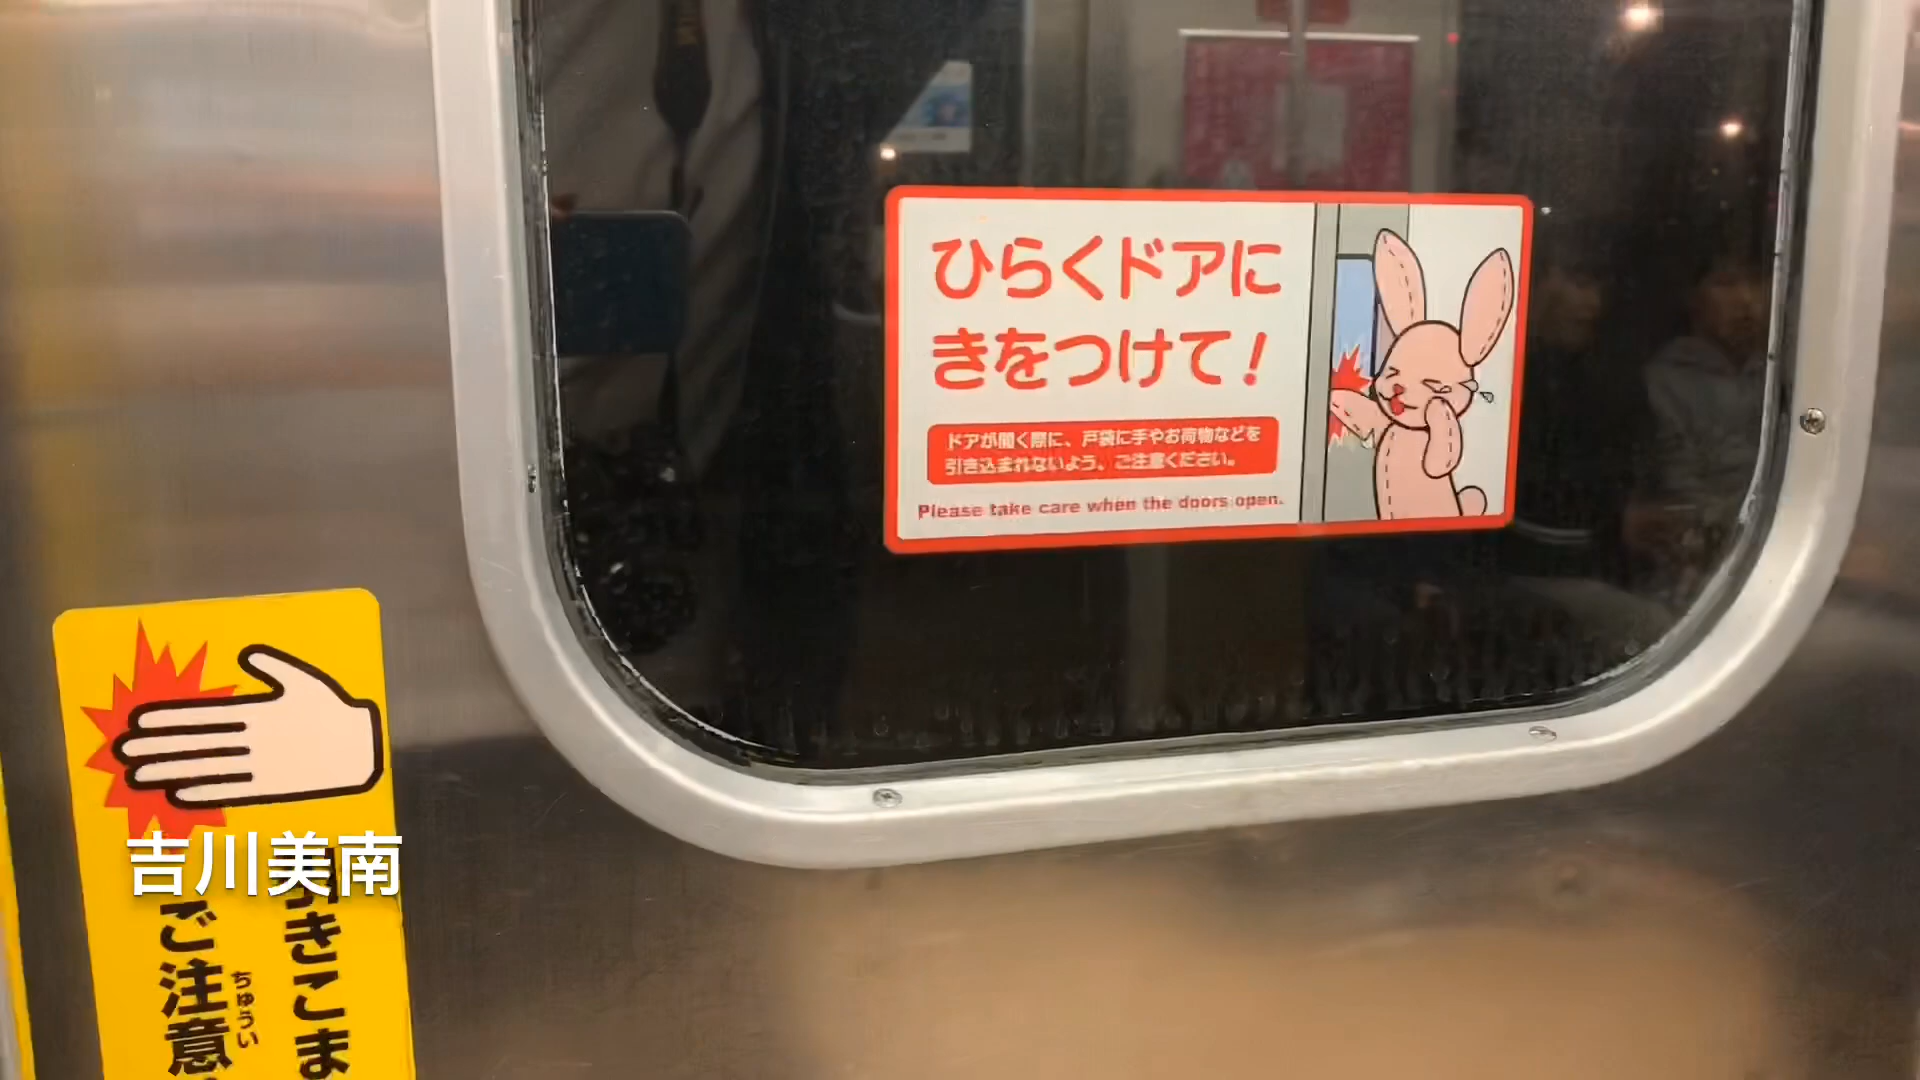 ひらくドアに
きをつけて!
ドアが開く際に、戸袋に手やお荷物などを
引き込まれないよう、ご注意ください。
Please take care when the doors open.
吉川美南
引きこま
ご注意
ちゅうい